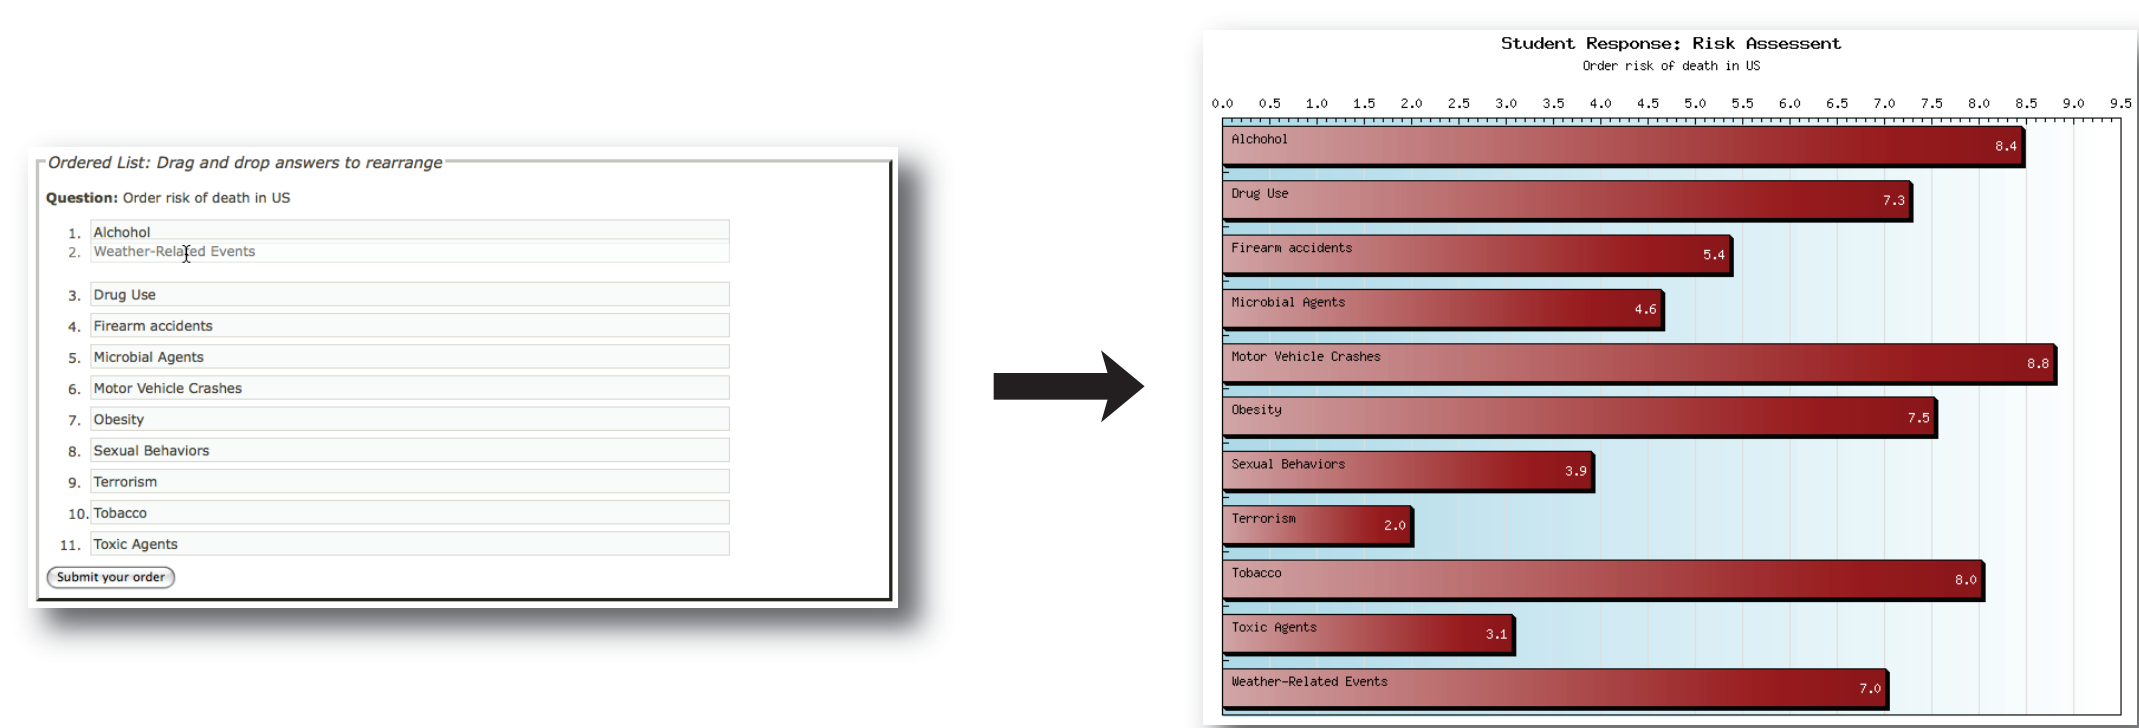 Ordered List: Drag and drop answers to rearrange
Question: Order risk of death in US
1. Alchohol
2. Weather-Related Events
3. Drug Use
4. Firearm accidents
5. Microbial Agents
6. Motor Vehicle Crashes
7. Obesity
8. Sexual Behaviors
9. Terrorism
10. Tobacco
11. Toxic Agents
Submit your order
Student Response: Risk Assessent
Order risk of death in US
0.0 0.5 1.0 1.5 2.0 2.5 3.0 3.5 4.0 4.5 5.0 5.5 6.0 6.5 7.0 7.5 8.0 8.5 9.0 9.5
Alchohol 8.4
Drug Use 7.3
Firearm accidents 5.4
Microbial Agents 4.6
Motor Vehicle Crashes 8.8
Obesity 7.5
Sexual Behaviors 3.9
Terrorism 2.0
Tobacco 8.0
Toxic Agents 3.1
Weather-Related Events 7.0